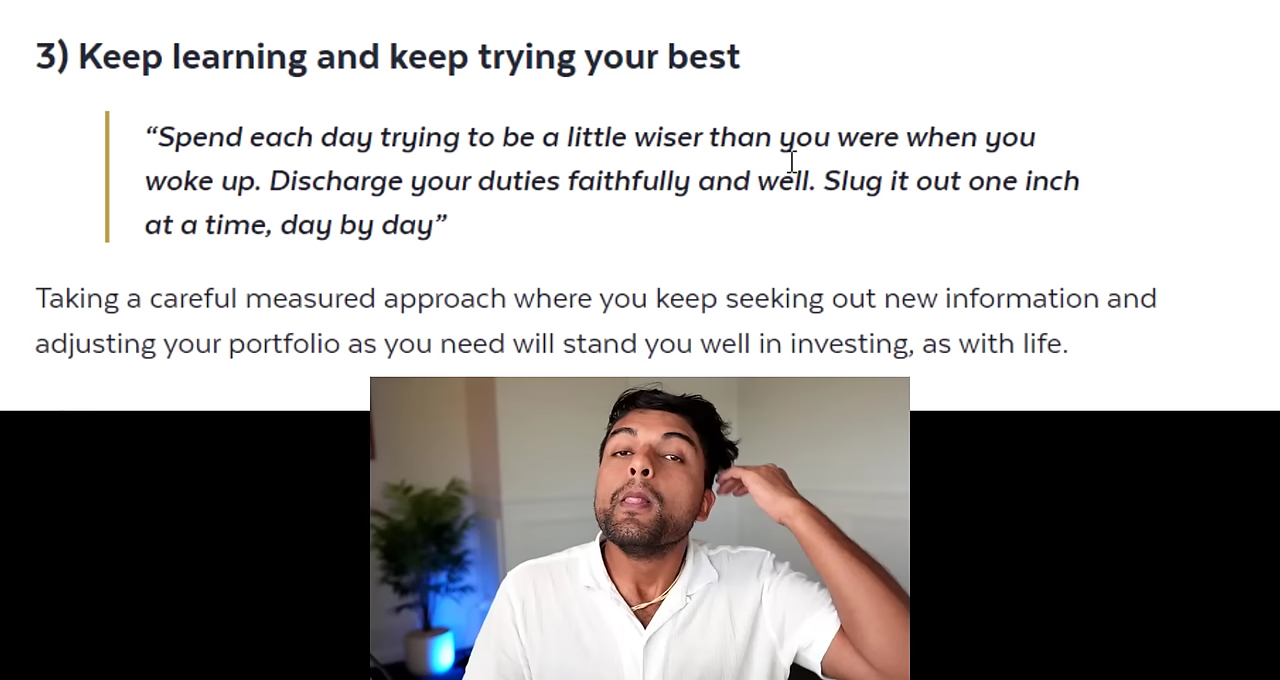 3) Keep learning and keep trying your best
“Spend each day trying to be a little wiser than you were when you
woke up. Discharge your duties faithfully and well. Slug it out one inch
at a time, day by day”
Taking a careful measured approach where you keep seeking out new information and
adjusting your portfolio as you need will stand you well in investing, as with life.